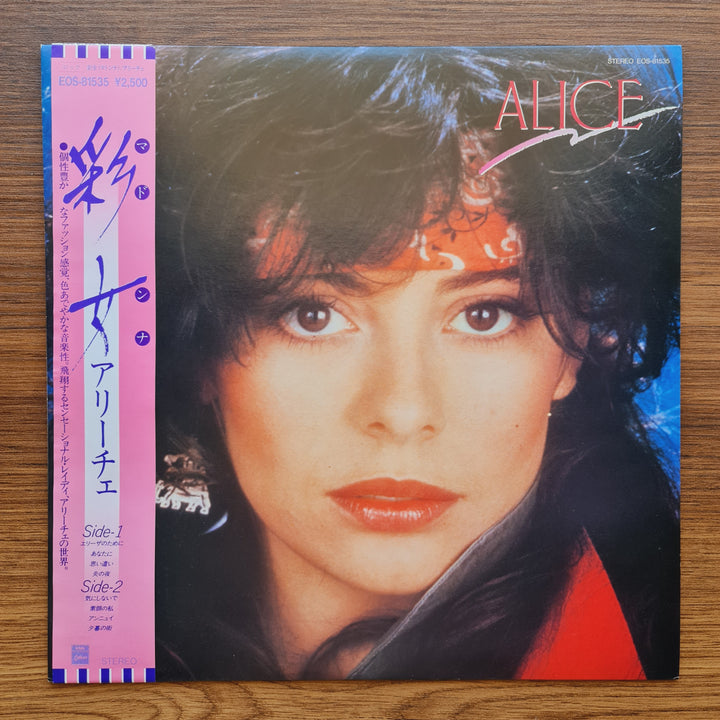 EOS-81535 ¥2,500
彩女
マドンナ
アリーチェ
●個性豊かなファッション感覚。色あでやかな音楽性。飛翔するセンセーショナル・レイディ、アリーチェの世界。
Side-1
エリーザのために
あなたに
思い違い
炎の夜
Side-2
気にしないで
素顔の私
アンニュイ
夕暮の街
STEREO
STEREO EOS-81535
ALICE